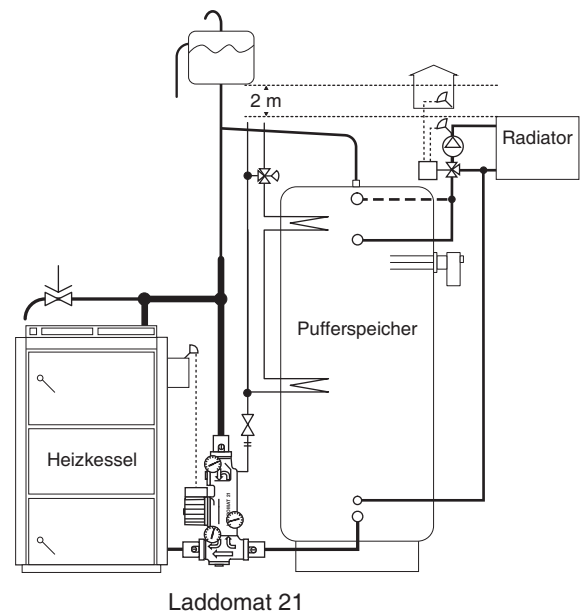 2 m
Radiator
Pufferspeicher
Heizkessel
Laddomat 21